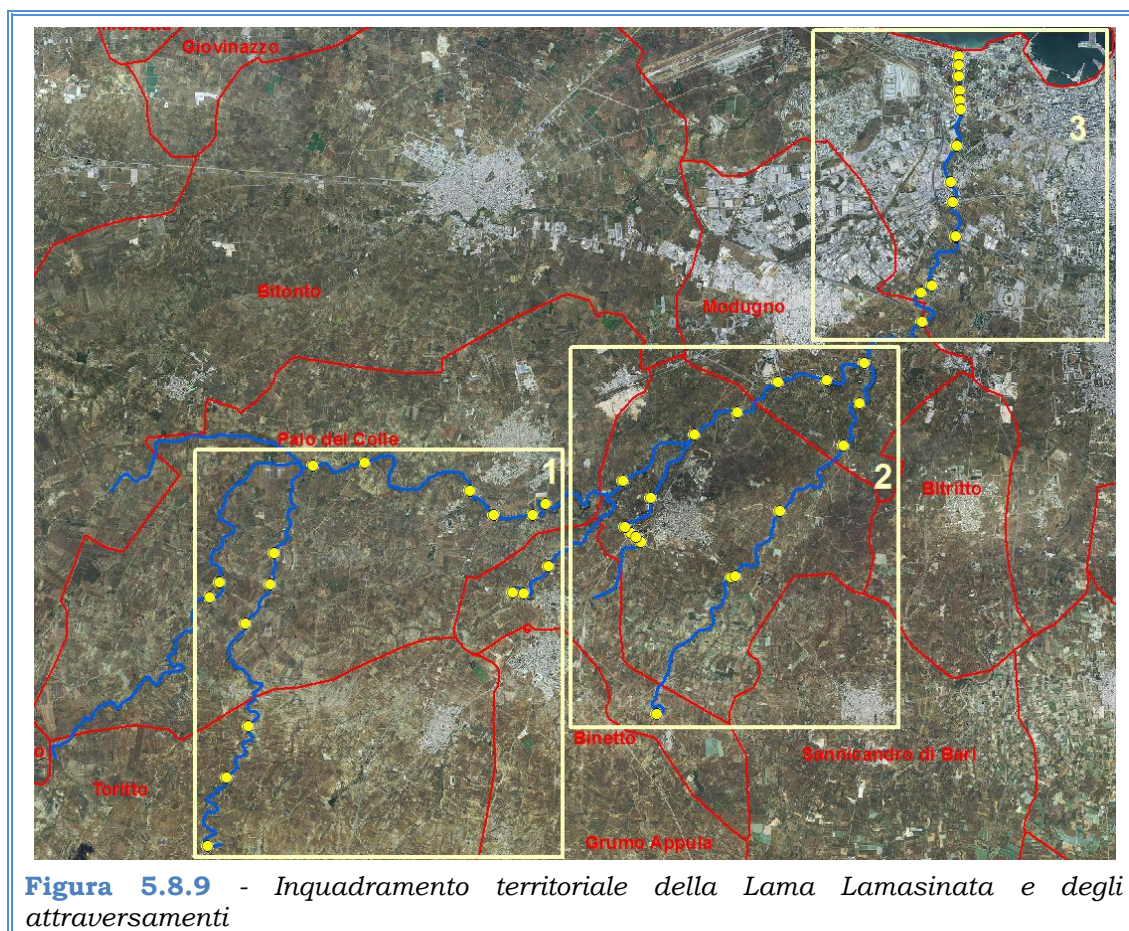 Giovinazzo
3
Bitonto
Modugno
Palo del Colle
1
2
Bitritto
Binetto
Sannicandro di Bari
Toritto
Grumo Appula
Figura 5.8.9 - Inquadramento territoriale della Lama Lamasinata e degli
attraversamenti